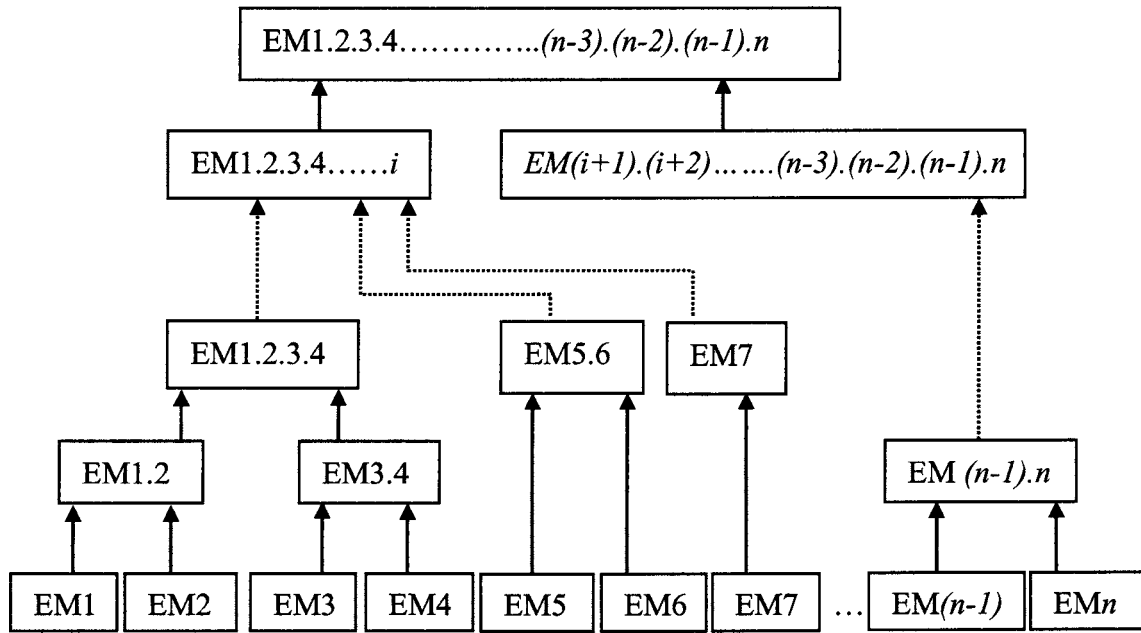 EM1.2.3.4……………..(n-3).(n-2).(n-1).n
EM1.2.3.4……i
EM(i+1).(i+2)…….(n-3).(n-2).(n-1).n
EM1.2.3.4
EM5.6
EM7
EM1.2
EM3.4
EM (n-1).n
EM1
EM2
EM3
EM4
EM5
EM6
EM7
…
EM(n-1)
EMn